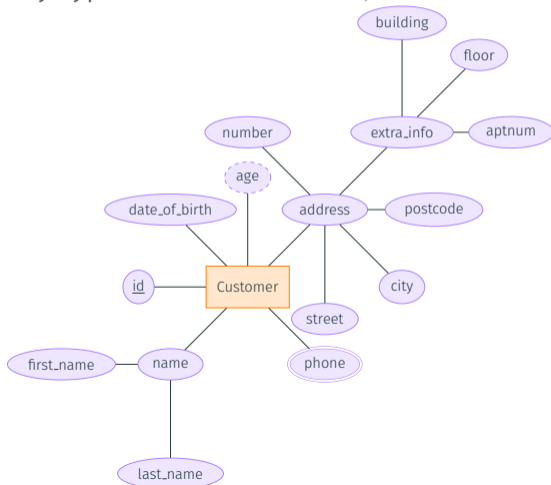 building
floor
number
extra_info
aptnum
age
date_of_birth
address
postcode
id
Customer
city
street
first_name
name
phone
last_name